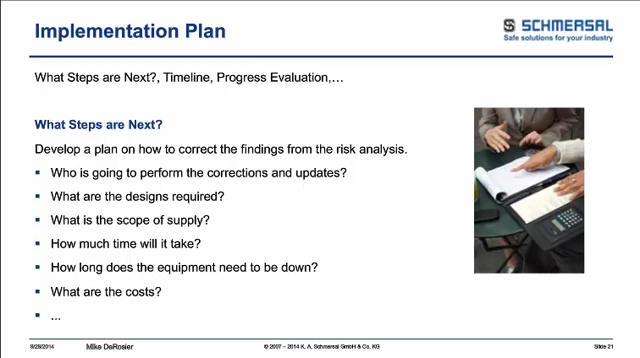 Implementation Plan
SCHMERSAL
Safe solutions for your industry
What Steps are Next?, Timeline, Progress Evaluation,...
What Steps are Next?
Develop a plan on how to correct the findings from the risk analysis.
▪ Who is going to perform the corrections and updates?
▪ What are the designs required?
▪ What is the scope of supply?
▪ How much time will it take?
▪ How long does the equipment need to be down?
▪ What are the costs?
▪ ...
8/28/2014 Mike DeRosier © 2007 – 2014 K. A. Schmersal GmbH & Co. KG Slide 21